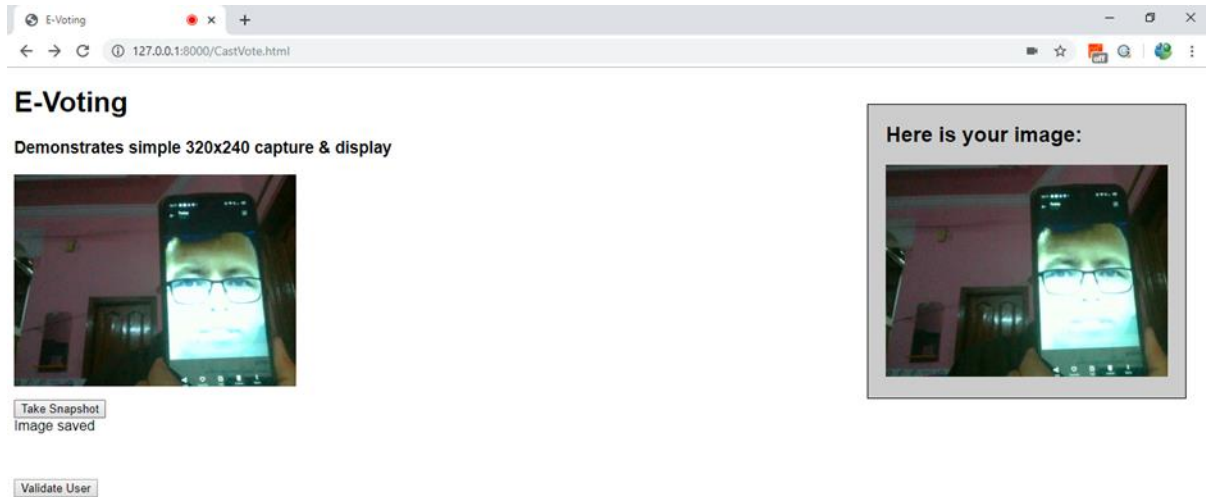 E-Voting
127.0.0.1:8000/CastVote.html
off
E-Voting
Demonstrates simple 320x240 capture & display
Take Snapshot
Image saved
Validate User
Here is your image: